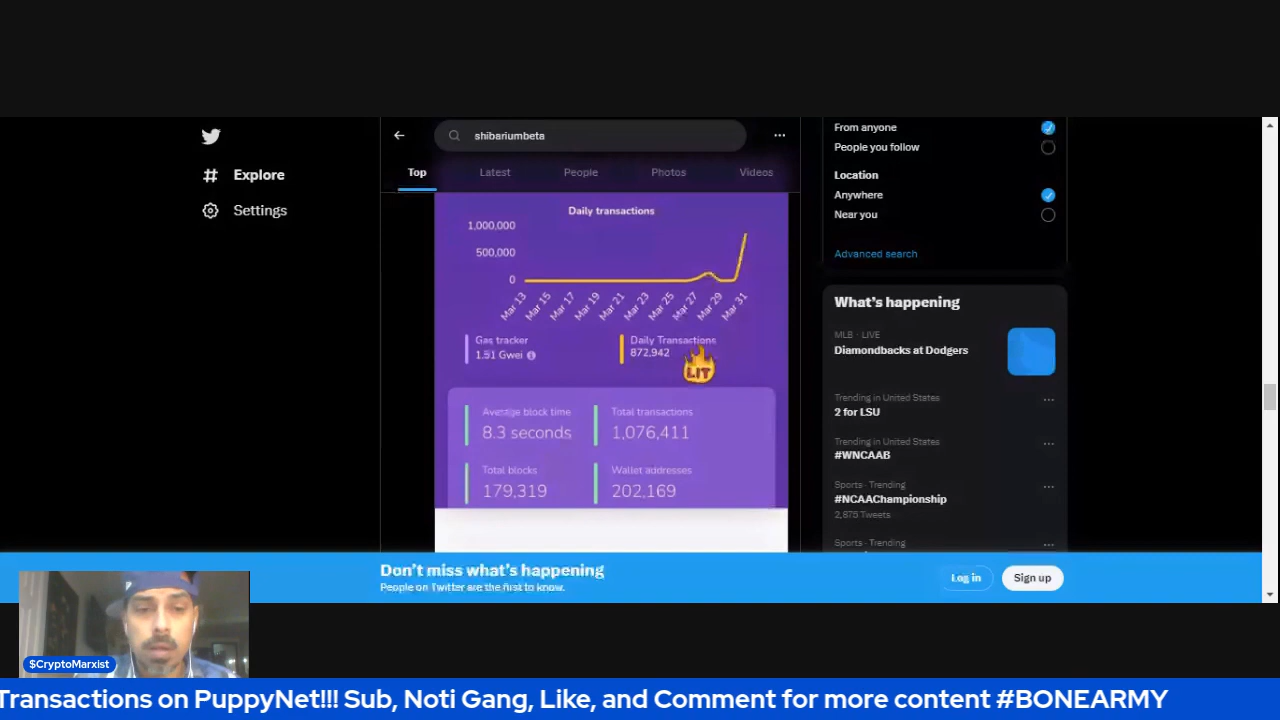 shibariumbeta
Explore
Settings
Top
Latest
People
Photos
Videos
Daily transactions
1,000,000
500,000
0
Mar 13
Mar 15
Mar 17
Mar 19
Mar 21
Mar 23
Mar 25
Mar 27
Mar 29
Mar 31
Gas tracker
1.51 Gwei
Daily Transactions
872,942
LIT
Average block time
8.3 seconds
Total transactions
1,076,411
Total blocks
179,319
Wallet addresses
202,169
From anyone
People you follow
Location
Anywhere
Near you
Advanced search
What's happening
MLB · LIVE
Diamondbacks at Dodgers
Trending in United States
2 for LSU
Trending in United States
#WNCAAB
Sports · Trending
#NCAAChampionship
2,875 Tweets
Sports · Trending
Don't miss what's happening
People on Twitter are the first to know.
Log in
Sign up
$CryptoMarxist
Transactions on PuppyNet!!! Sub, Noti Gang, Like, and Comment for more content #BONEARMY